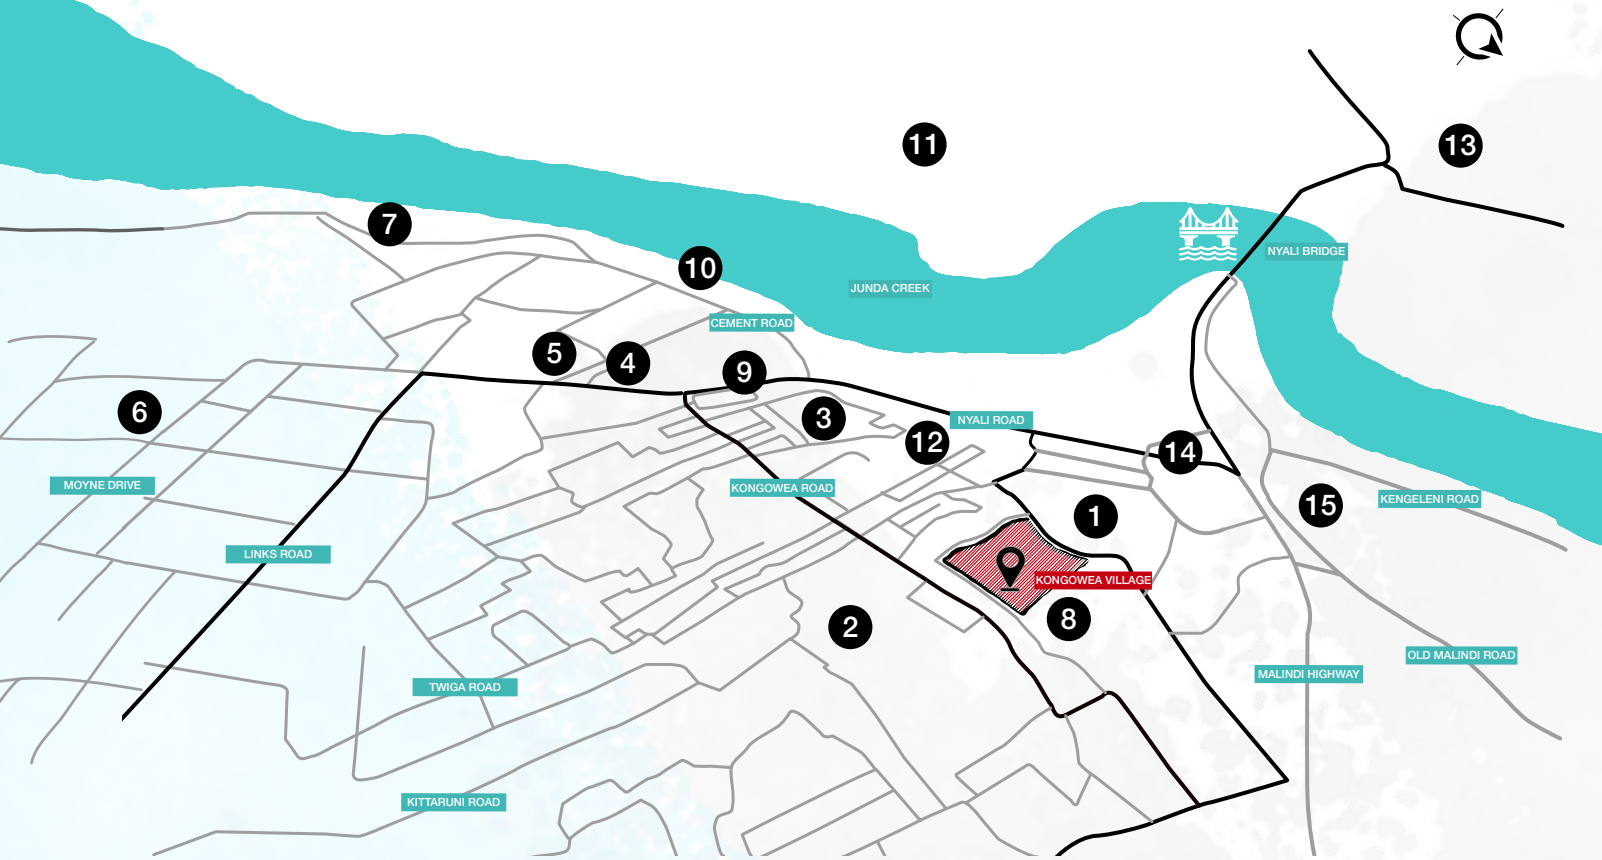 13
11
7
NYALI BRIDGE
10
JUNDA CREEK
CEMENT ROAD
5
4
9
6
3
NYALI ROAD
12
14
MOYNE DRIVE
KONGOWEA ROAD
KENGELENI ROAD
15
1
LINKS ROAD
KONGOWEA VILLAGE
8
2
OLD MALINDI ROAD
MALINDI HIGHWAY
TWIGA ROAD
KITTARUNI ROAD